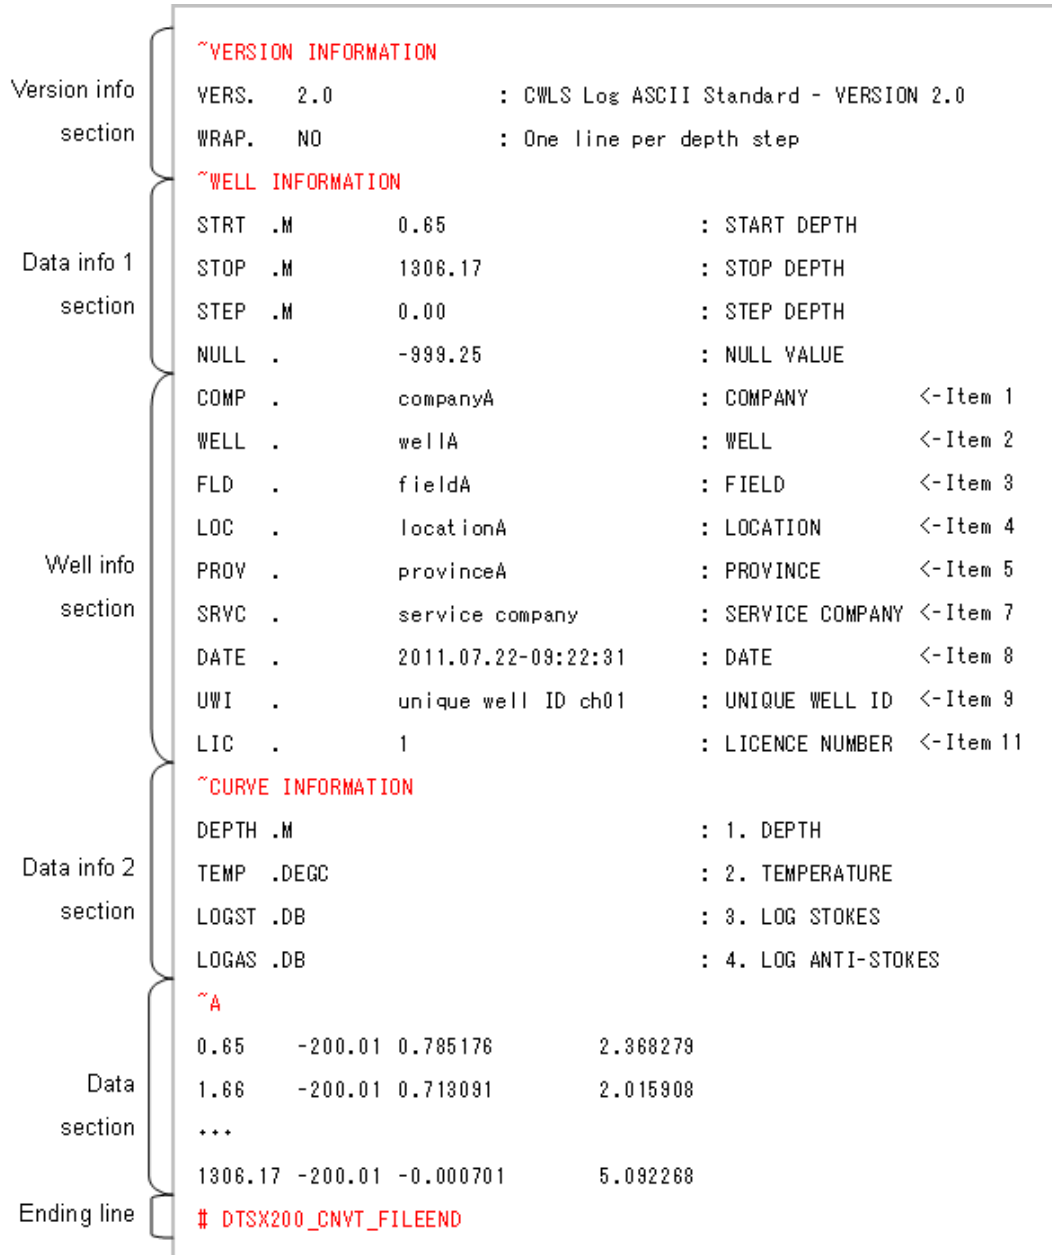 ~VERSION INFORMATION
Version info section
VERS. 2.0 : CWLS Log ASCII Standard - VERSION 2.0
WRAP. NO : One line per depth step
~WELL INFORMATION
Data info 1 section
STRT .M 0.65 : START DEPTH
STOP .M 1306.17 : STOP DEPTH
STEP .M 0.00 : STEP DEPTH
NULL . -999.25 : NULL VALUE
Well info section
COMP . companyA : COMPANY <-Item 1
WELL . wellA : WELL <-Item 2
FLD . fieldA : FIELD <-Item 3
LOC . locationA : LOCATION <-Item 4
PROV . provinceA : PROVINCE <-Item 5
SRVC . service company : SERVICE COMPANY <-Item 7
DATE . 2011.07.22-09:22:31 : DATE <-Item 8
UWI . unique well ID ch01 : UNIQUE WELL ID <-Item 9
LIC . 1 : LICENCE NUMBER <-Item 11
~CURVE INFORMATION
Data info 2 section
DEPTH .M : 1. DEPTH
TEMP .DEGC : 2. TEMPERATURE
LOGST .DB : 3. LOG STOKES
LOGAS .DB : 4. LOG ANTI-STOKES
~A
Data section
0.65 -200.01 0.785176 2.368279
1.66 -200.01 0.713091 2.015908
...
1306.17 -200.01 -0.000701 5.092268
Ending line
# DTSX200_CNVT_FILEEND